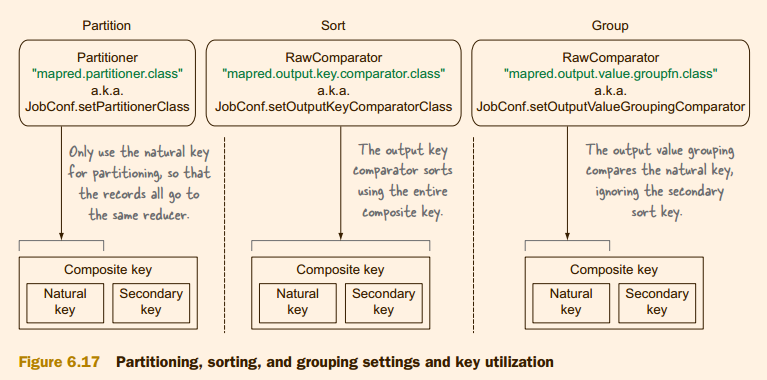 Partition
Partitioner
"mapred.partitioner.class"
a.k.a.
JobConf.setPartitionerClass
Only use the natural key
for partitioning, so that
the records all go to
the same reducer.
Composite key
Natural
key
Secondary
key
Sort
RawComparator
"mapred.output.key.comparator.class"
a.k.a.
JobConf.setOutputKeyComparatorClass
The output key
comparator sorts
using the entire
composite key.
Composite key
Natural
key
Secondary
key
Group
RawComparator
"mapred.output.value.groupfn.class"
a.k.a.
JobConf.setOutputValueGroupingComparator
The output value grouping
compares the natural key,
ignoring the secondary
sort key.
Composite key
Natural
key
Secondary
key
Figure 6.17 Partitioning, sorting, and grouping settings and key utilization